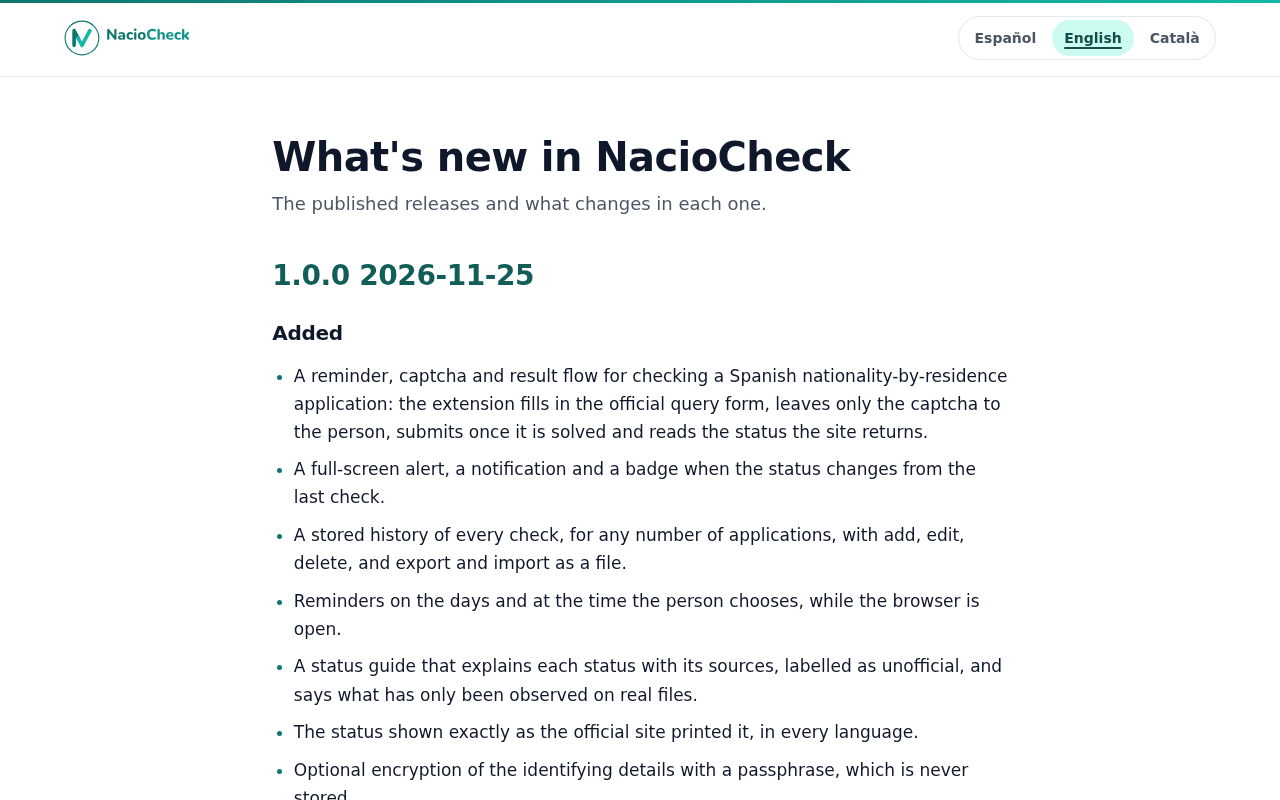 NacioCheck
Español English Català
What's new in NacioCheck
The published releases and what changes in each one.
1.0.0 2026-11-25
Added
A reminder, captcha and result flow for checking a Spanish nationality-by-residence
application: the extension fills in the official query form, leaves only the captcha to
the person, submits once it is solved and reads the status the site returns.
A full-screen alert, a notification and a badge when the status changes from the
last check.
A stored history of every check, for any number of applications, with add, edit,
delete, and export and import as a file.
Reminders on the days and at the time the person chooses, while the browser is
open.
A status guide that explains each status with its sources, labelled as unofficial, and
says what has only been observed on real files.
The status shown exactly as the official site printed it, in every language.
Optional encryption of the identifying details with a passphrase, which is never
stored.